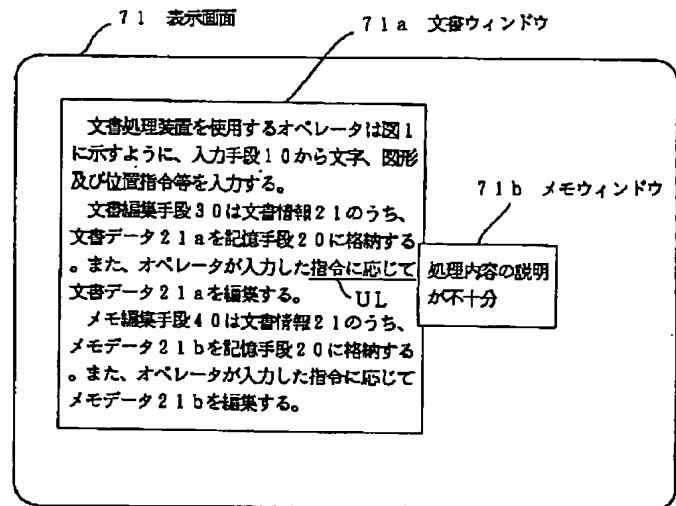 ７１ 表示画面
７１ａ 文書ウィンドウ
文書処理装置を使用するオペレータは図１
に示すように、入力手段１０から文字、図形
及び位置指令等を入力する。
文書編集手段３０は文書情報２１のうち、
文書データ２１ａを記憶手段２０に格納する
。また、オペレータが入力した指令に応じて
文書データ２１ａを編集する。
メモ編集手段４０は文書情報２１のうち、
メモデータ２１ｂを記憶手段２０に格納する
。また、オペレータが入力した指令に応じて
メモデータ２１ｂを編集する。
７１ｂ メモウィンドウ
処理内容の説明
が不十分
ＵＬ